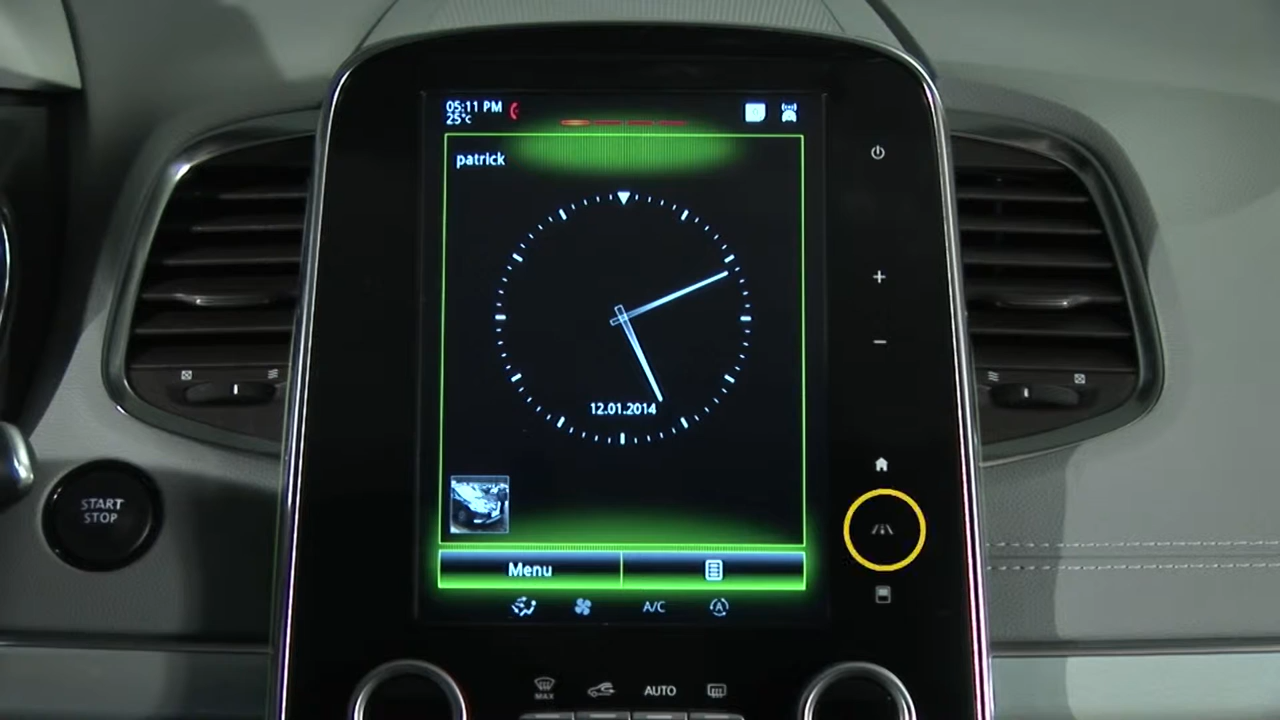 05:11 PM
25°c
patrick
12.01.2014
START
STOP
Menu
A/C
A
MAX
AUTO